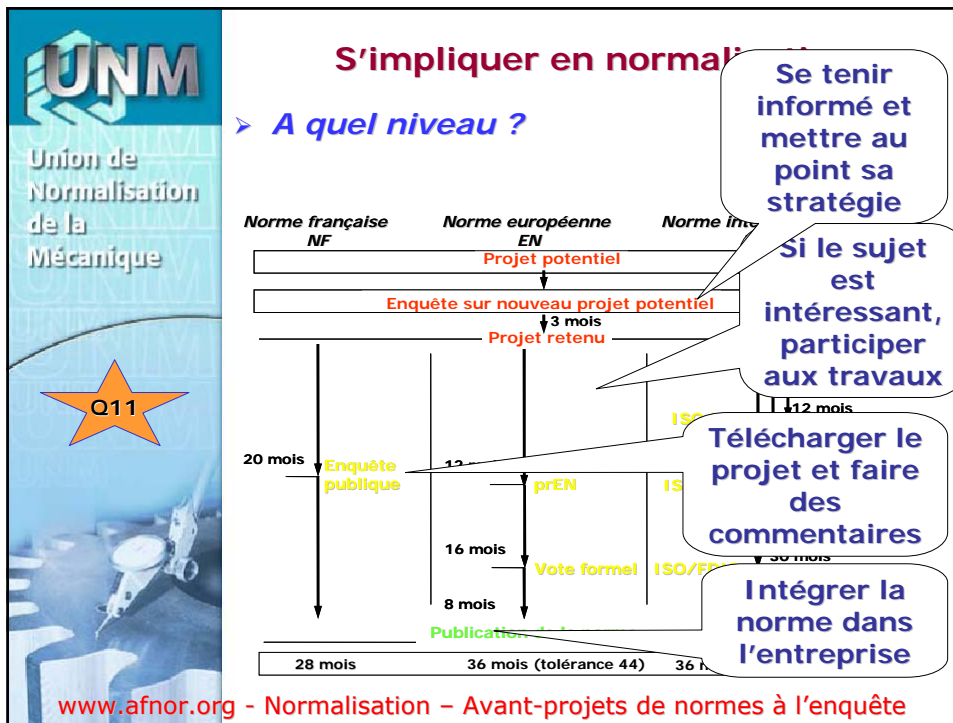 UNM
Union de
Normalisation
de la
Mécanique
S'impliquer en
A quel niveau ?
Norme française
NF
Norme européenne
EN
Norme
Projet potentiel
Enquête sur nouveau projet potentiel
3 mois
Projet retenu
Q11
20 mois
Enquête
publique
prEN
16 mois
Vote formel
8 mois
12 mois
Publication
28 mois
36 mois (tolérance 44)
Se tenir
informé et
mettre au
point sa
stratégie
Si le sujet
est
intéressant,
participer
aux travaux
Télécharger le
projet et faire
des
commentaires
Intégrer la
norme dans
l'entreprise
www.afnor.org - Normalisation – Avant-projets de normes à l'enquête